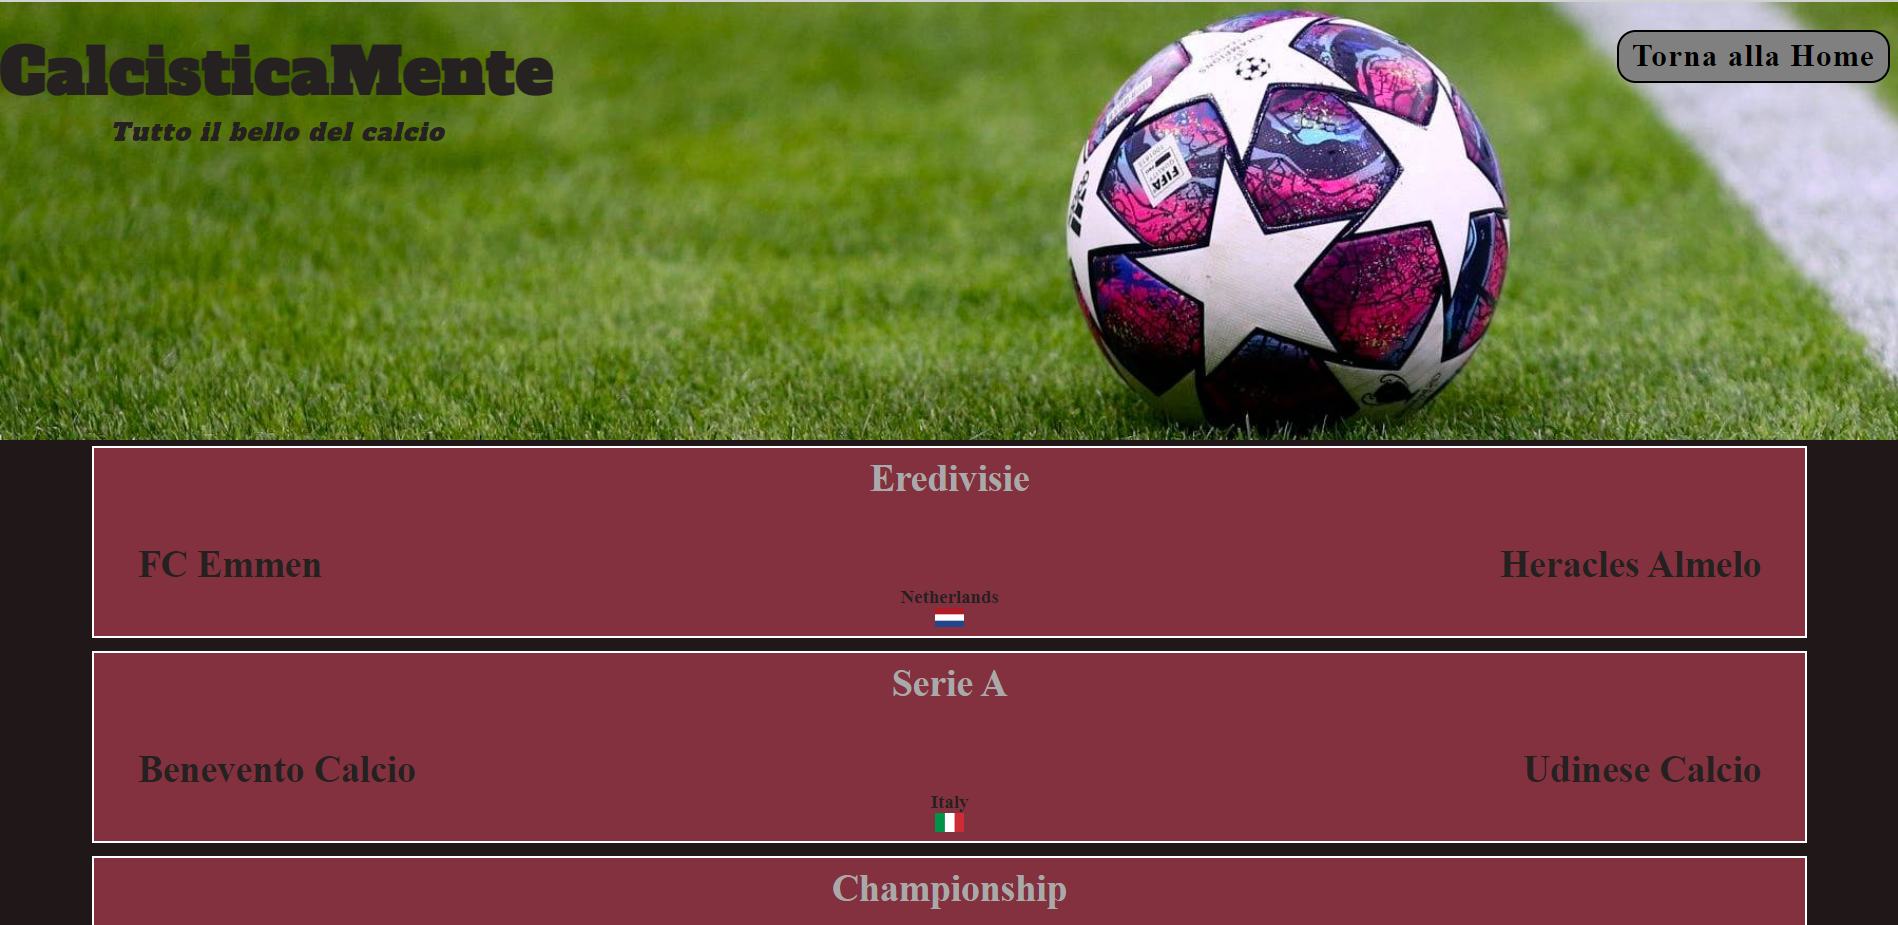 CalcisticaMente
Torna alla Home
Tutto il bello del calcio
FIFA
Eredivisie
FC Emmen
Heracles Almelo
Netherlands
Serie A
Benevento Calcio
Udinese Calcio
Italy
Championship